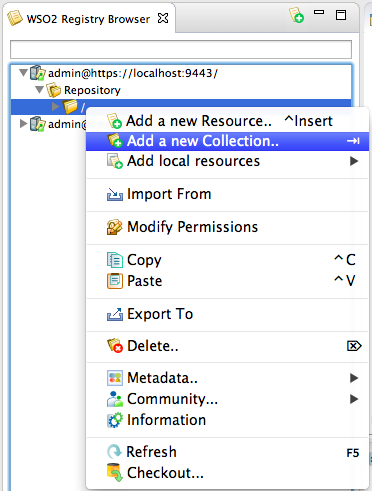 WSO2 Registry Browser
admin@https://localhost:9443/
Repository
/
admin@
Add a new Resource.. ^Insert
Add a new Collection..
Add local resources
Import From
Modify Permissions
Copy ^C
Paste ^V
Export To
Delete..
Metadata..
Community...
Information
Refresh F5
Checkout...